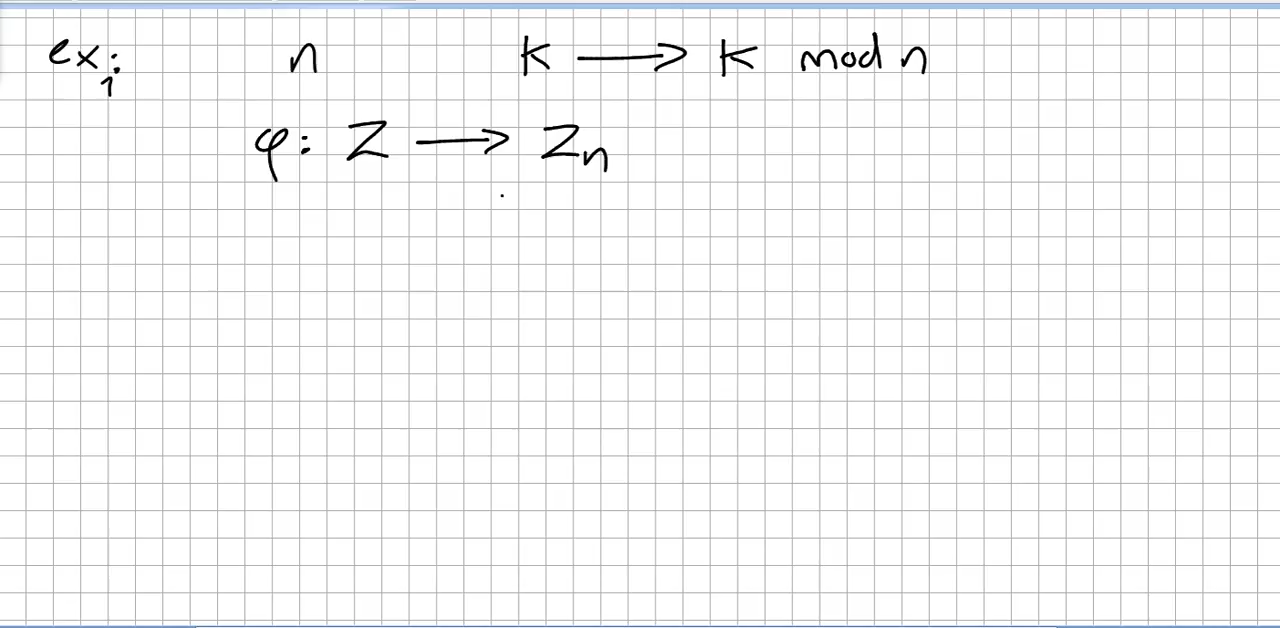 ex₁: n k ⟶ k mod n
φ: Z ⟶ Zₙ